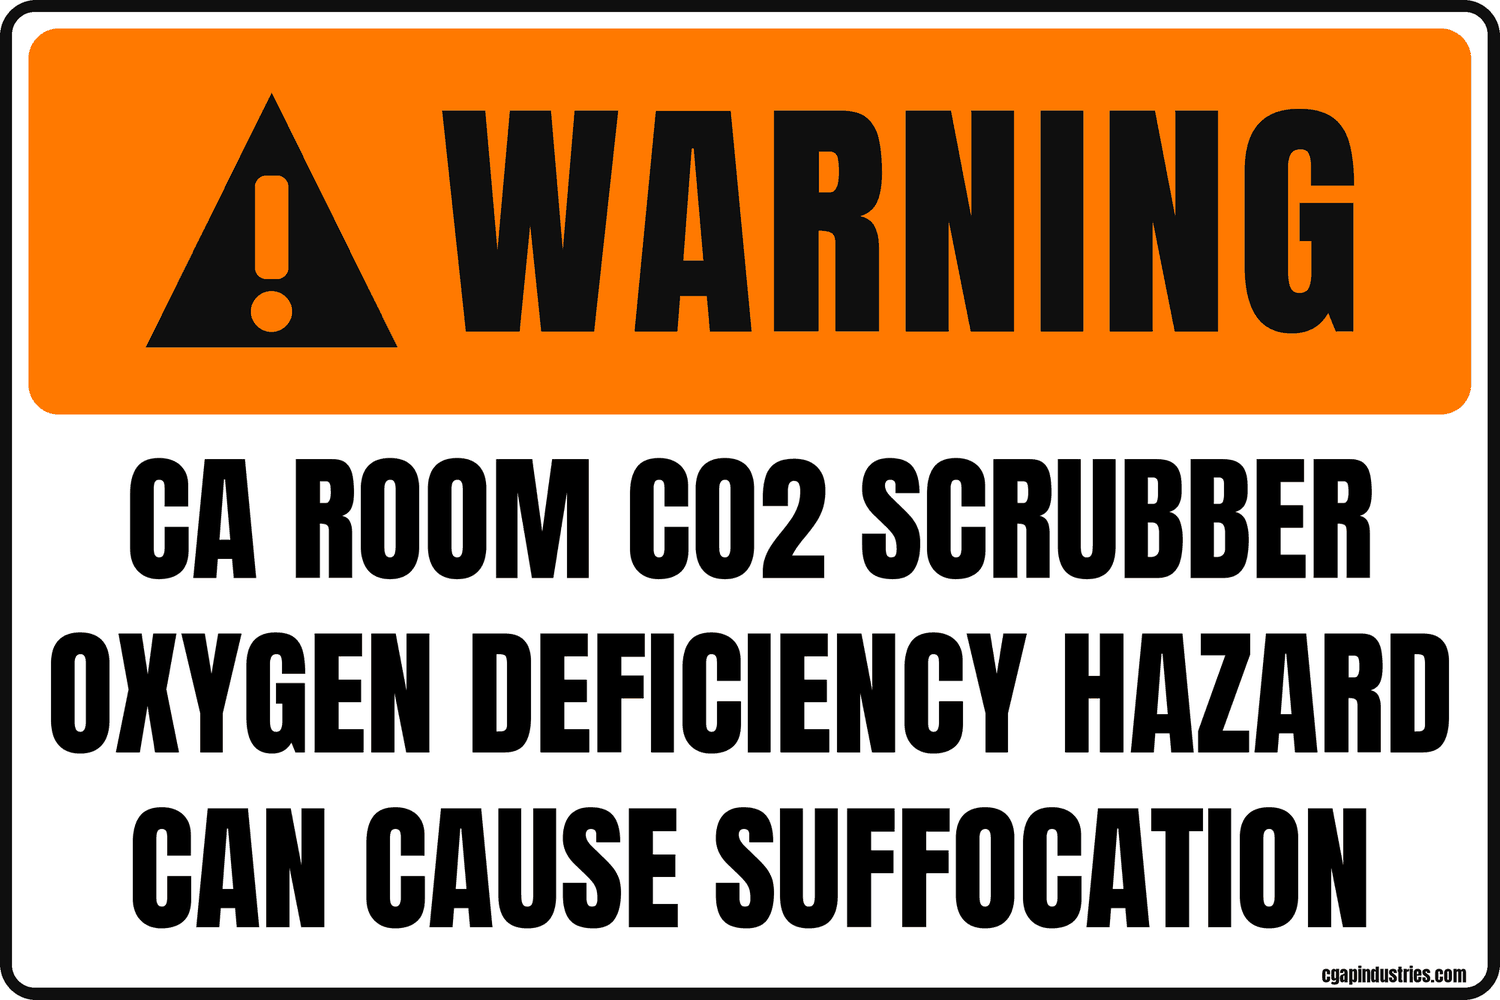 WARNING
CA ROOM CO2 SCRUBBER
OXYGEN DEFICIENCY HAZARD
CAN CAUSE SUFFOCATION
cgapindustries.com